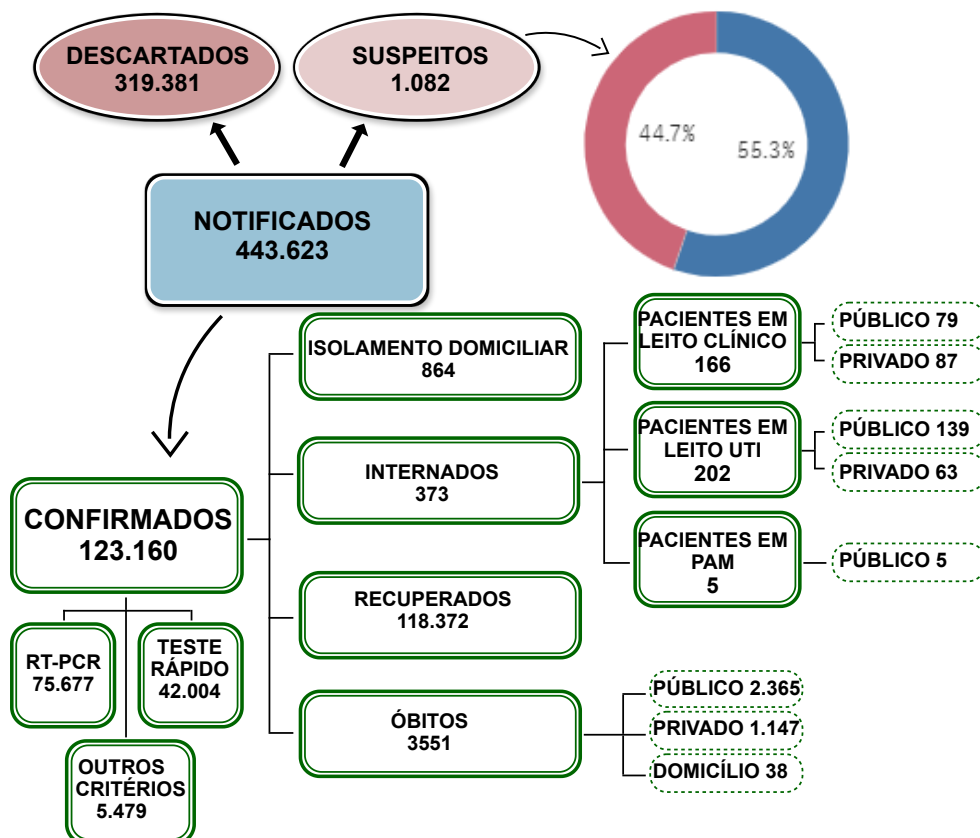 DESCARTADOS
319.381
SUSPEITOS
1.082
44.7%
55.3%
NOTIFICADOS
443.623
CONFIRMADOS
123.160
RT-PCR
75.677
TESTE
RÁPIDO
42.004
OUTROS
CRITÉRIOS
5.479
ISOLAMENTO DOMICILIAR
864
INTERNADOS
373
RECUPERADOS
118.372
ÓBITOS
3551
PACIENTES EM
LEITO CLÍNICO
166
PÚBLICO 79
PRIVADO 87
PACIENTES EM
LEITO UTI
202
PÚBLICO 139
PRIVADO 63
PACIENTES EM
PAM
5
PÚBLICO 5
PÚBLICO 2.365
PRIVADO 1.147
DOMICÍLIO 38